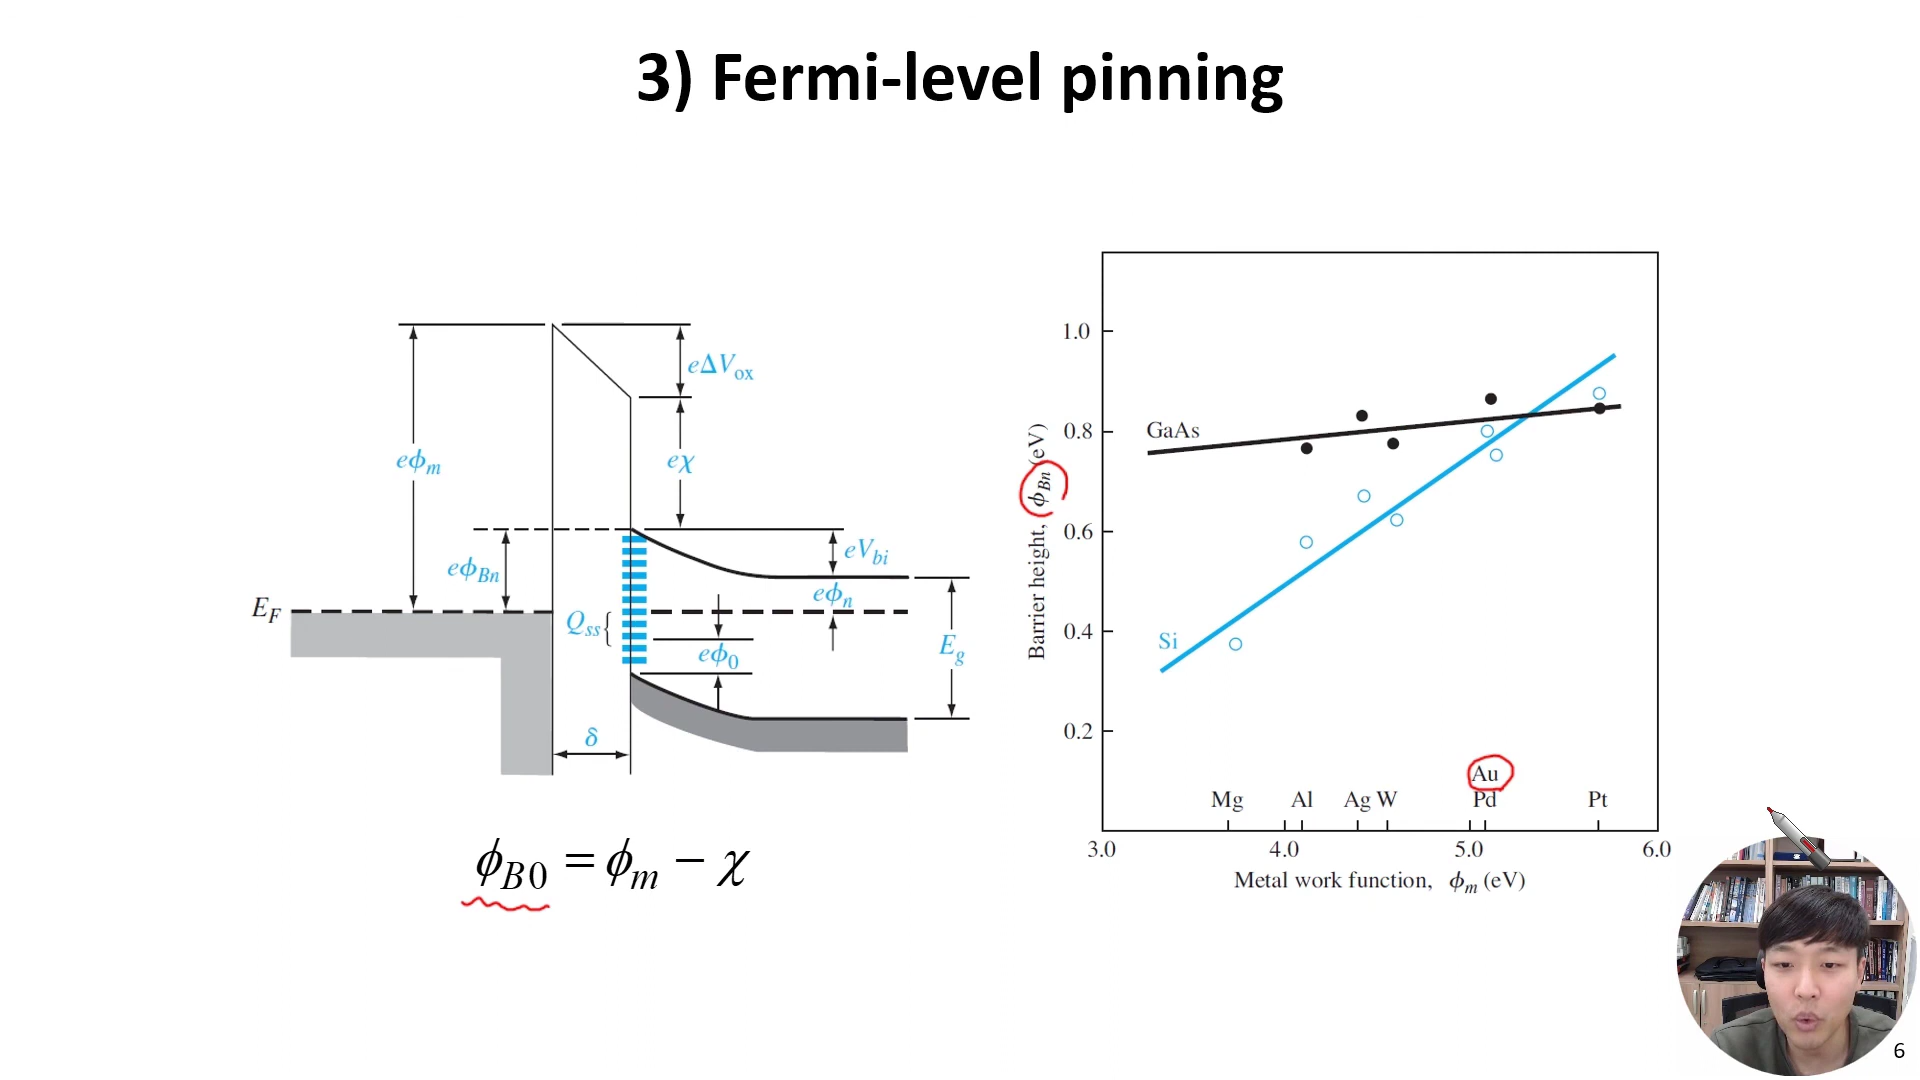 3) Fermi-level pinning
eΔV_ox
eϕ_m
eχ
eϕ_Bn
eV_bi
eϕ_n
E_F
Q_ss{
eϕ_0
E_g
δ
ϕ_B0 = ϕ_m − χ
Barrier height, ϕ_Bn (eV)
1.0
0.8
0.6
0.4
0.2
GaAs
Si
Au
Mg Al Ag W Pd Pt
3.0 4.0 5.0 6.0
Metal work function, ϕ_m (eV)
6